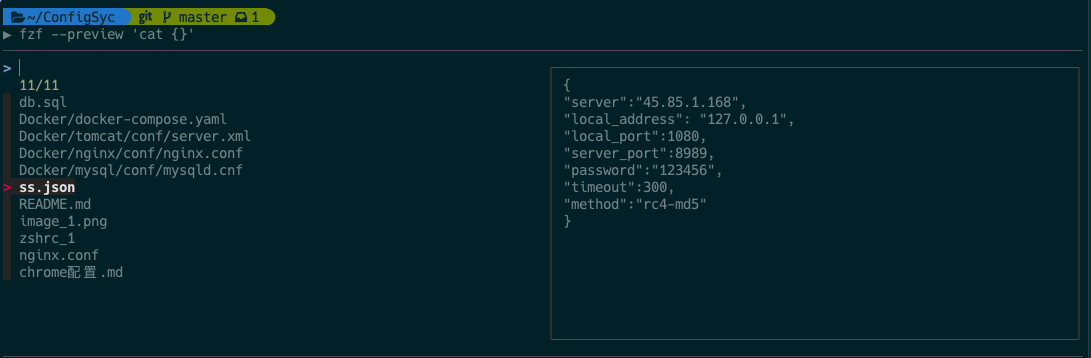 ~/ConfigSyc git master 1
▶ fzf --preview 'cat {}'
>
11/11
db.sql
Docker/docker-compose.yaml
Docker/tomcat/conf/server.xml
Docker/nginx/conf/nginx.conf
Docker/mysql/conf/mysqld.cnf
> ss.json
README.md
image_1.png
zshrc_1
nginx.conf
chrome配置.md
{
"server":"45.85.1.168",
"local_address": "127.0.0.1",
"local_port":1080,
"server_port":8989,
"password":"123456",
"timeout":300,
"method":"rc4-md5"
}